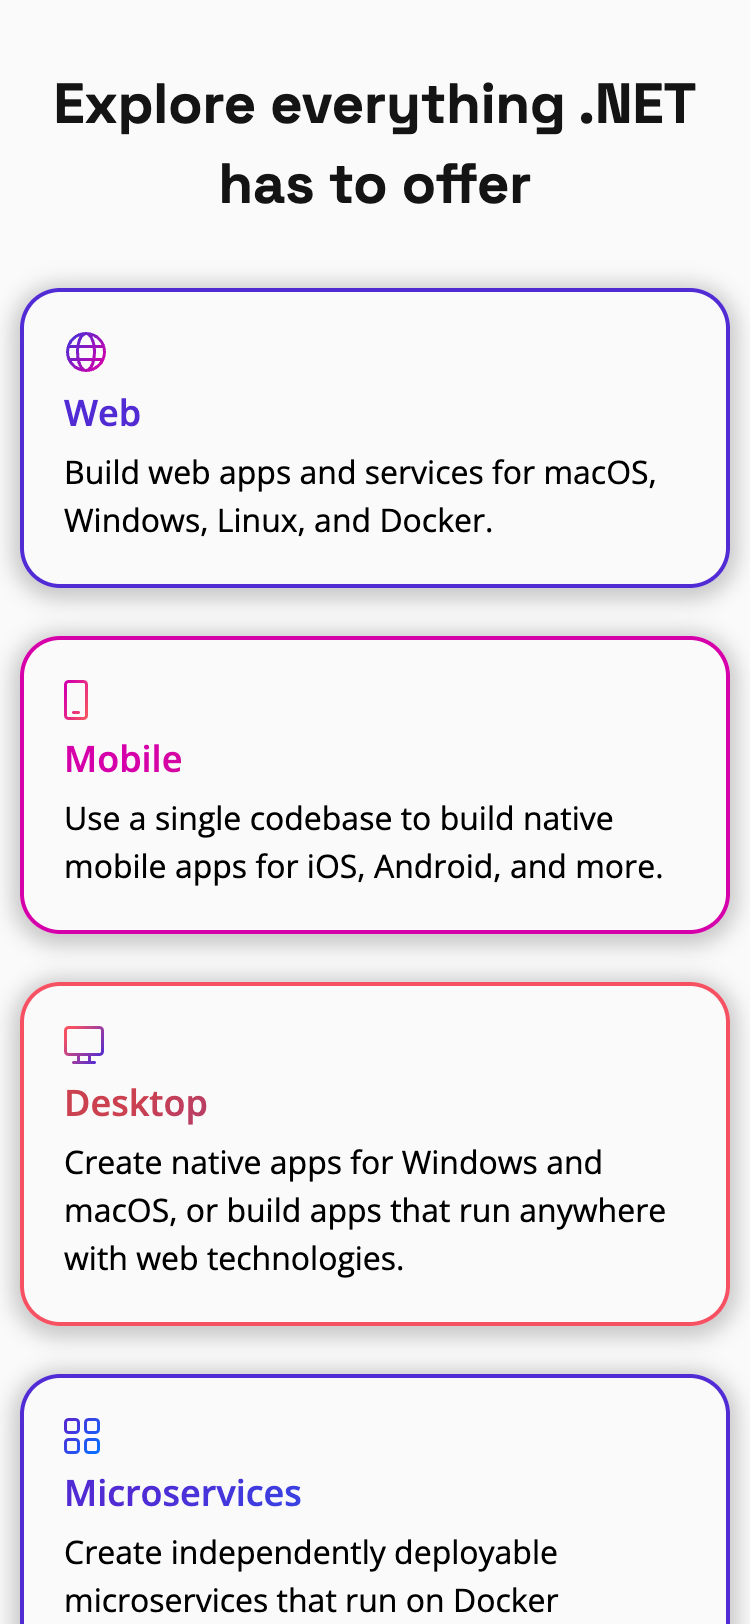 Explore everything .NET
has to offer
Web
Build web apps and services for macOS,
Windows, Linux, and Docker.
Mobile
Use a single codebase to build native
mobile apps for iOS, Android, and more.
Desktop
Create native apps for Windows and
macOS, or build apps that run anywhere
with web technologies.
Microservices
Create independently deployable
microservices that run on Docker